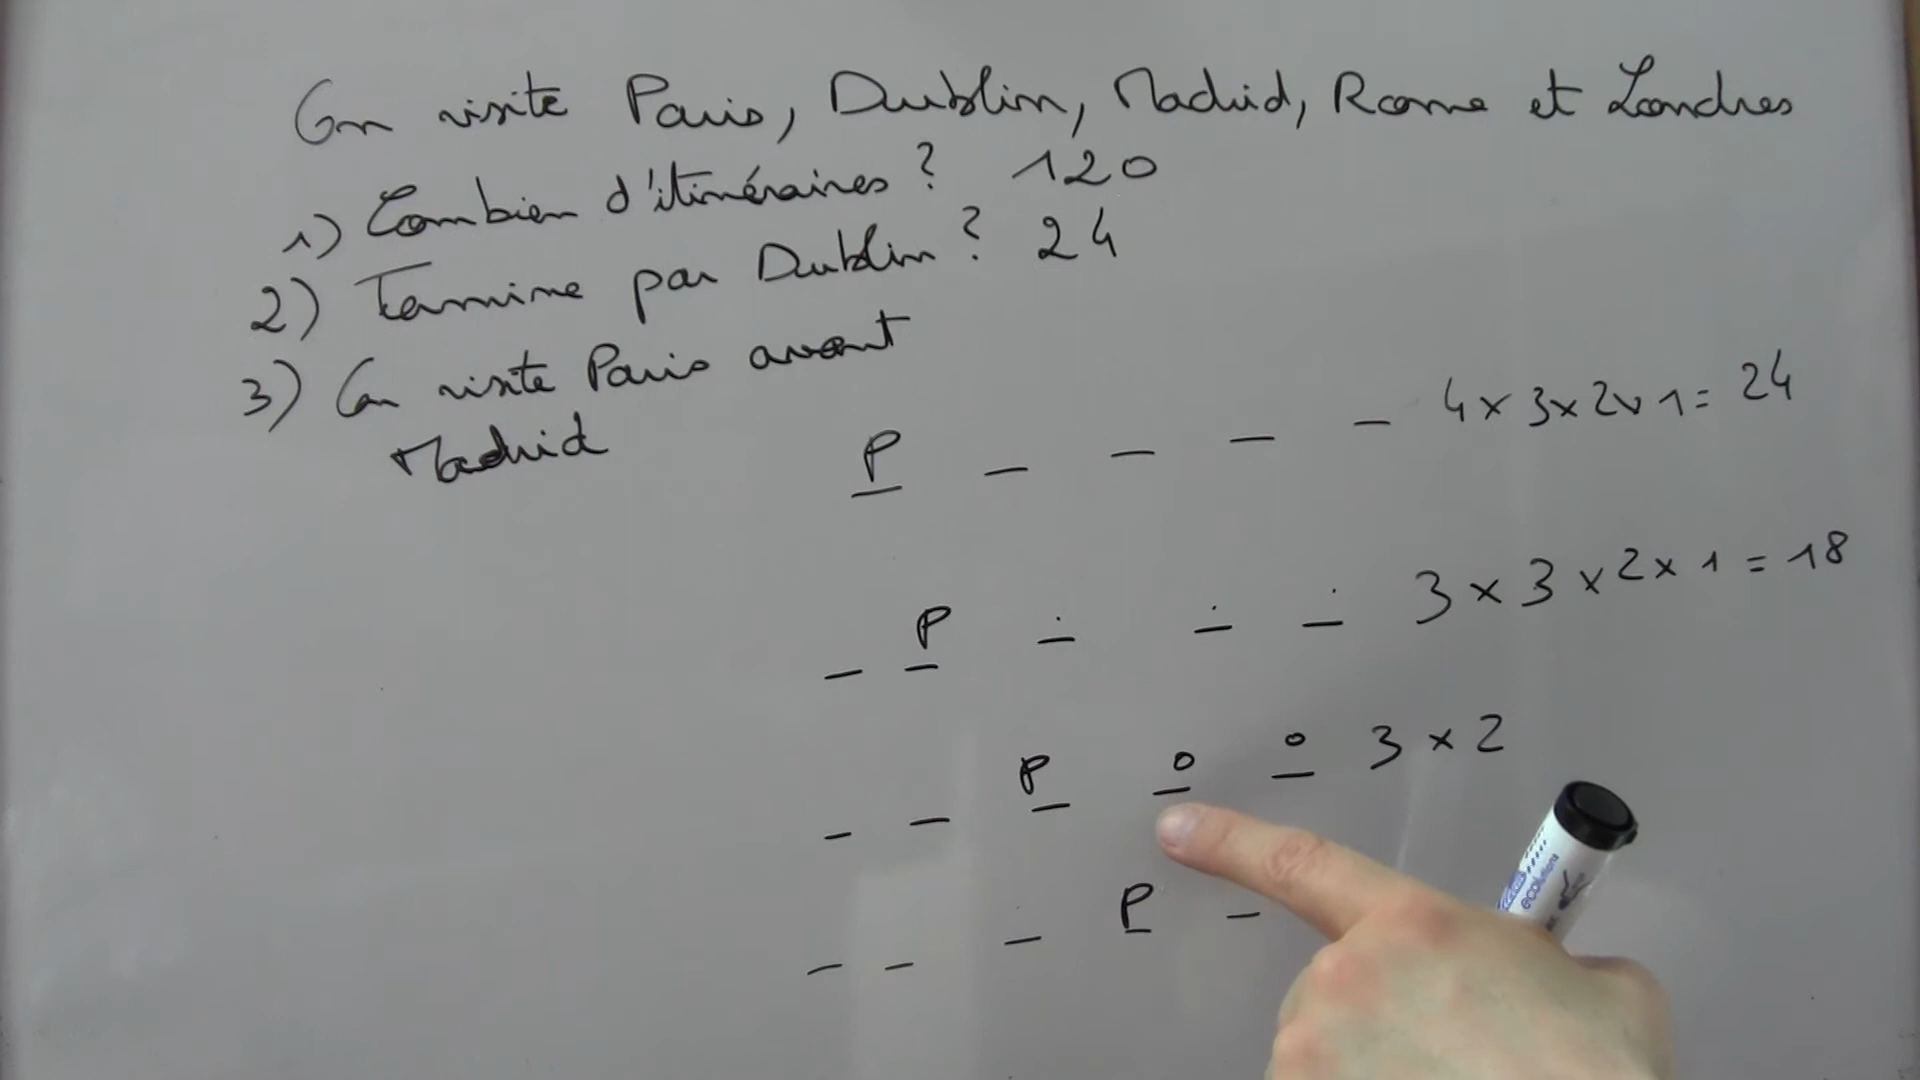 On visite Paris, Dublin, Madrid, Rome et Londres
1) Combien d'itinéraires ? 120
2) Termine par Dublin ? 24
3) On visite Paris avant
Madrid
P _ _ _ _ 4 x 3 x 2 x 1 = 24
_ P _ _ _ 3 x 3 x 2 x 1 = 18
_ _ P o o 3 x 2
_ _ _ P _